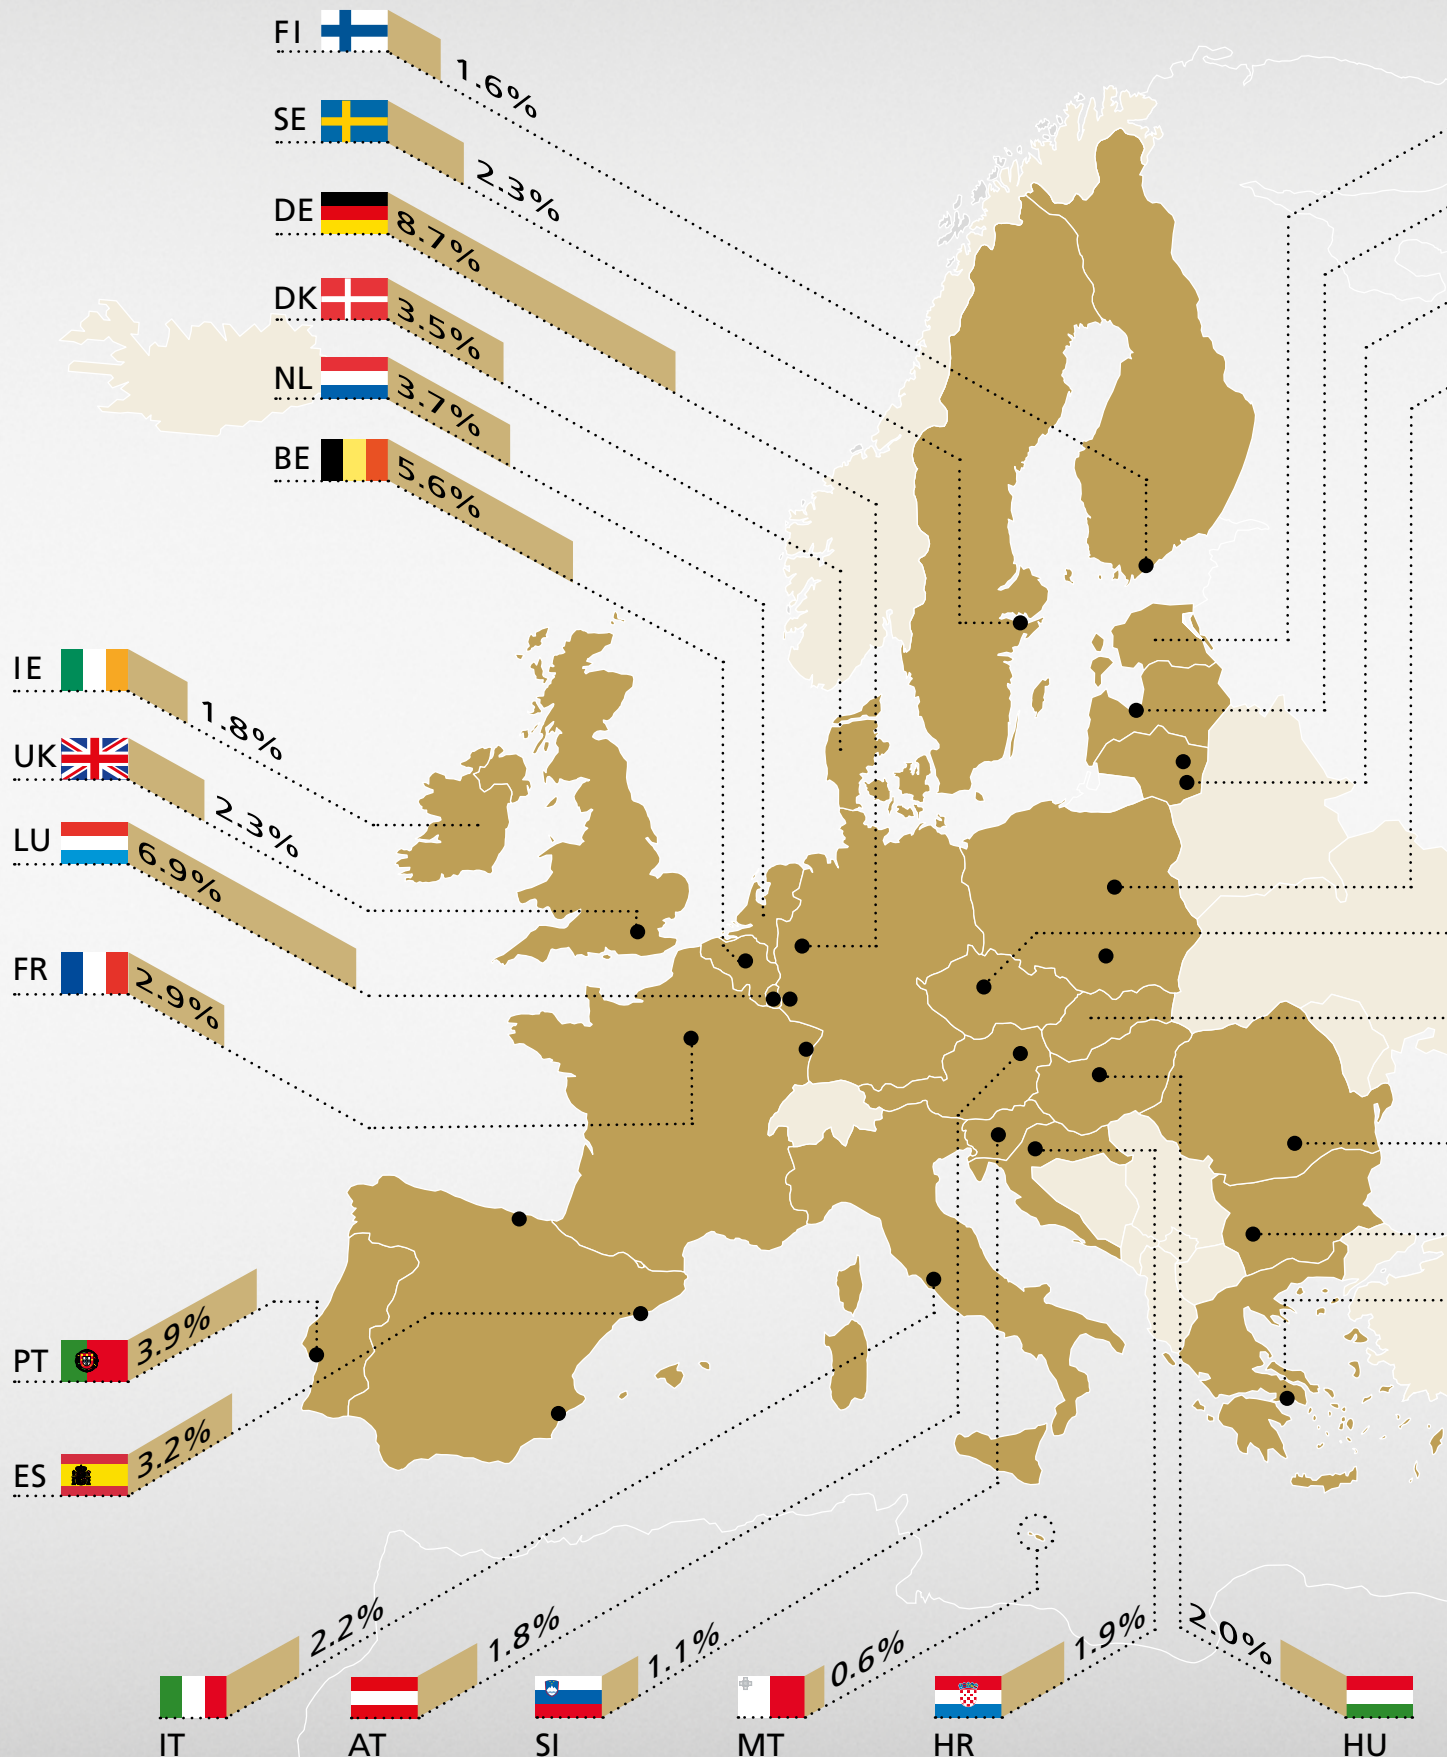 FI
1.6%
SE
2.3%
DE
8.7%
DK
3.5%
NL
3.7%
BE
5.6%
IE
1.8%
UK
2.3%
LU
6.9%
FR
2.9%
PT
3.9%
ES
3.2%
2.2%
IT
1.8%
AT
1.1%
SI
0.6%
MT
1.9%
HR
2.0%
HU